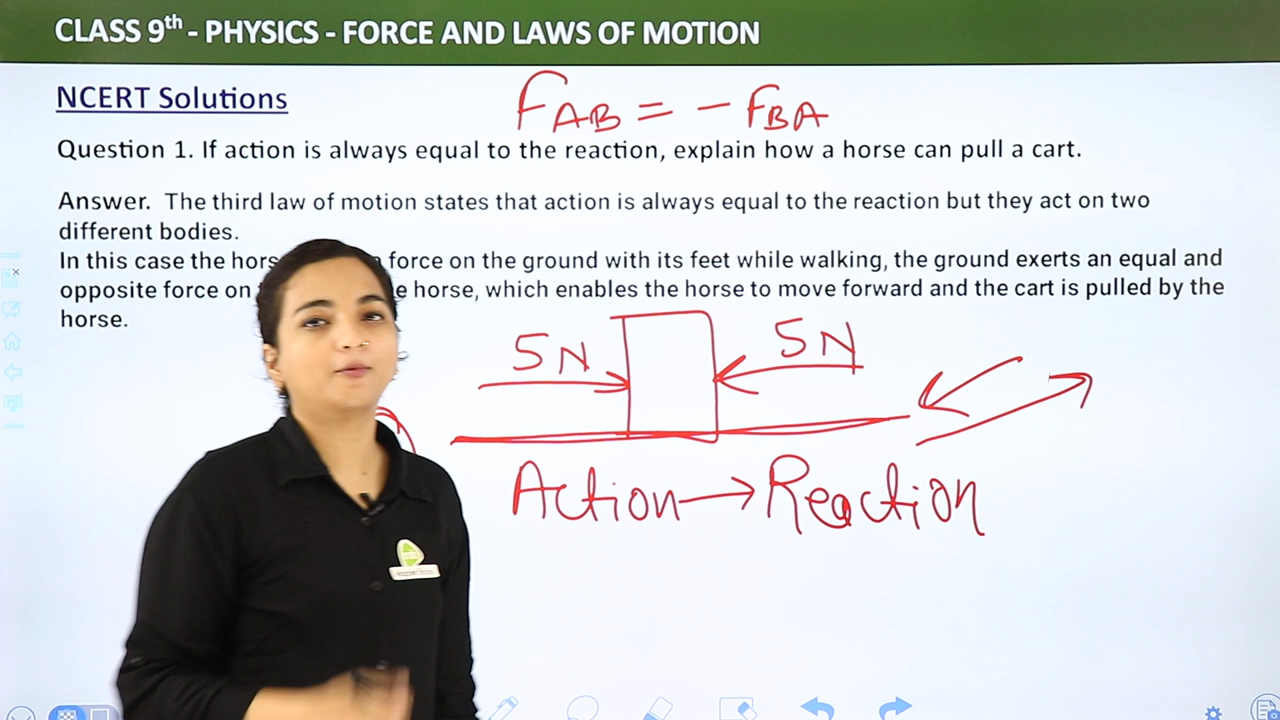 CLASS 9th - PHYSICS - FORCE AND LAWS OF MOTION
NCERT Solutions
FAB = - FBA
Question 1. If action is always equal to the reaction, explain how a horse can pull a cart.
Answer. The third law of motion states that action is always equal to the reaction but they act on two
different bodies.
In this case the hors force on the ground with its feet while walking, the ground exerts an equal and
opposite force on e horse, which enables the horse to move forward and the cart is pulled by the
horse.
5N 5N
Action → Reaction